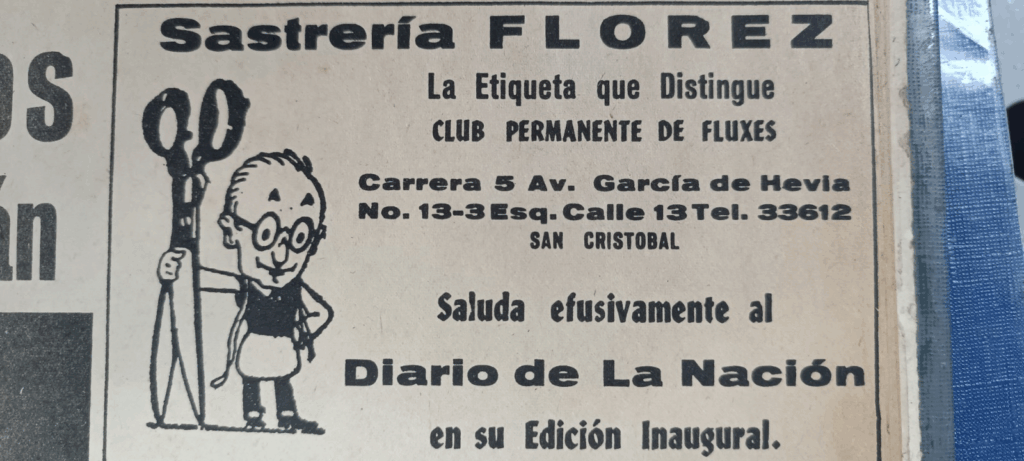 Sastrería FLOREZ
La Etiqueta que Distingue
CLUB PERMANENTE DE FLUXES
Carrera 5 Av. García de Hevia
No. 13-3 Esq. Calle 13 Tel. 33612
SAN CRISTOBAL
Saluda efusivamente al
Diario de La Nación
en su Edición Inaugural.